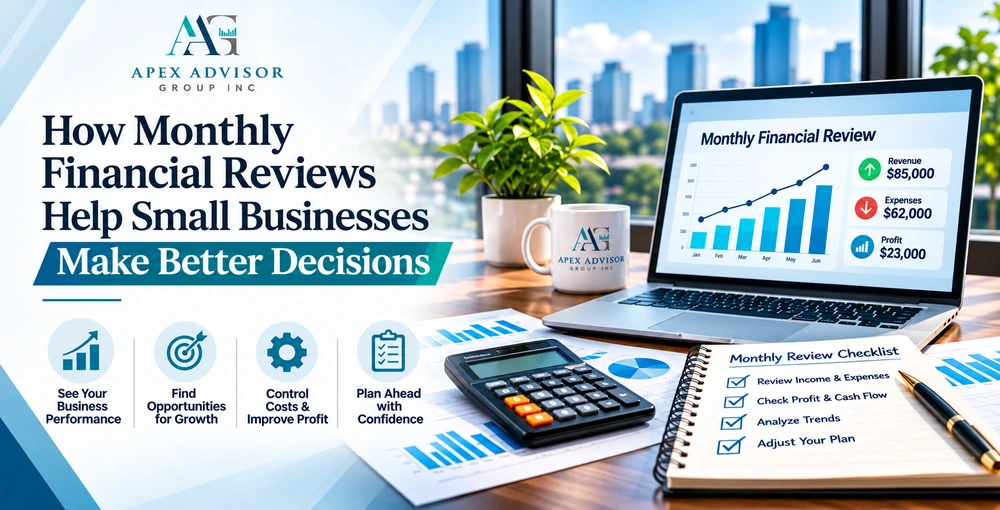 AAG
APEX ADVISOR
GROUP INC
How Monthly
Financial Reviews
Help Small Businesses
Make Better Decisions
See Your
Business
Performance
Find
Opportunities
for Growth
Control
Costs &
Improve Profit
Plan Ahead
with
Confidence
AAG
APEX ADVISOR
GROUP INC
Monthly Financial Review
Jan Feb Mar Apr May Jun
Revenue
$85,000
Expenses
$62,000
Profit
$23,000
Monthly Review Checklist
Review Income & Expenses
Check Profit & Cash Flow
Analyze Trends
Adjust Your Plan